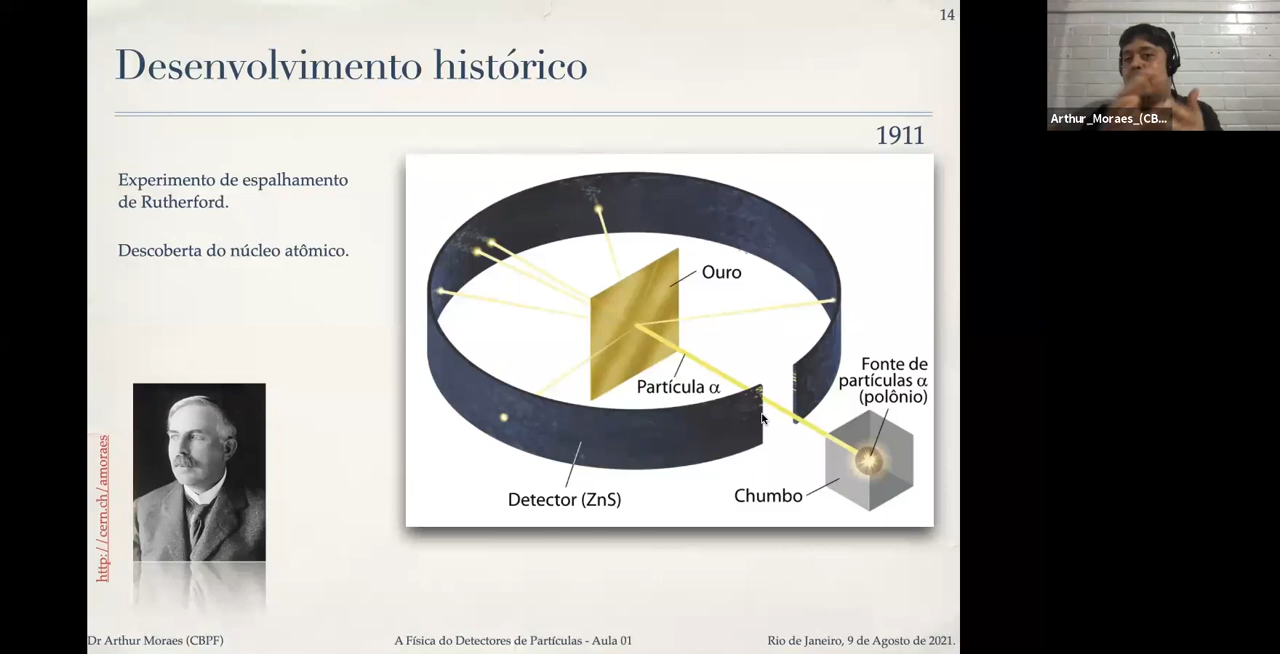 14
Desenvolvimento histórico
1911
Experimento de espalhamento
de Rutherford.
Descoberta do núcleo atômico.
Ouro
Partícula α
Fonte de
partículas α
(polônio)
Chumbo
Detector (ZnS)
http://cern.ch/amoraes
Dr Arthur Moraes (CBPF)
A Física do Detectores de Partículas - Aula 01
Rio de Janeiro, 9 de Agosto de 2021.
Arthur_Moraes_(CB...